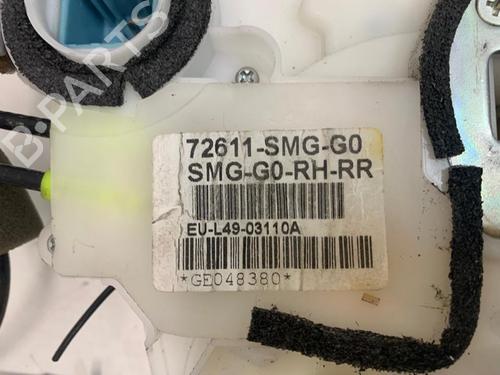 B-PARTS
72611-SMG-G0
SMG-G0-RH-RR
EU-L49-03110A
*GE048380*